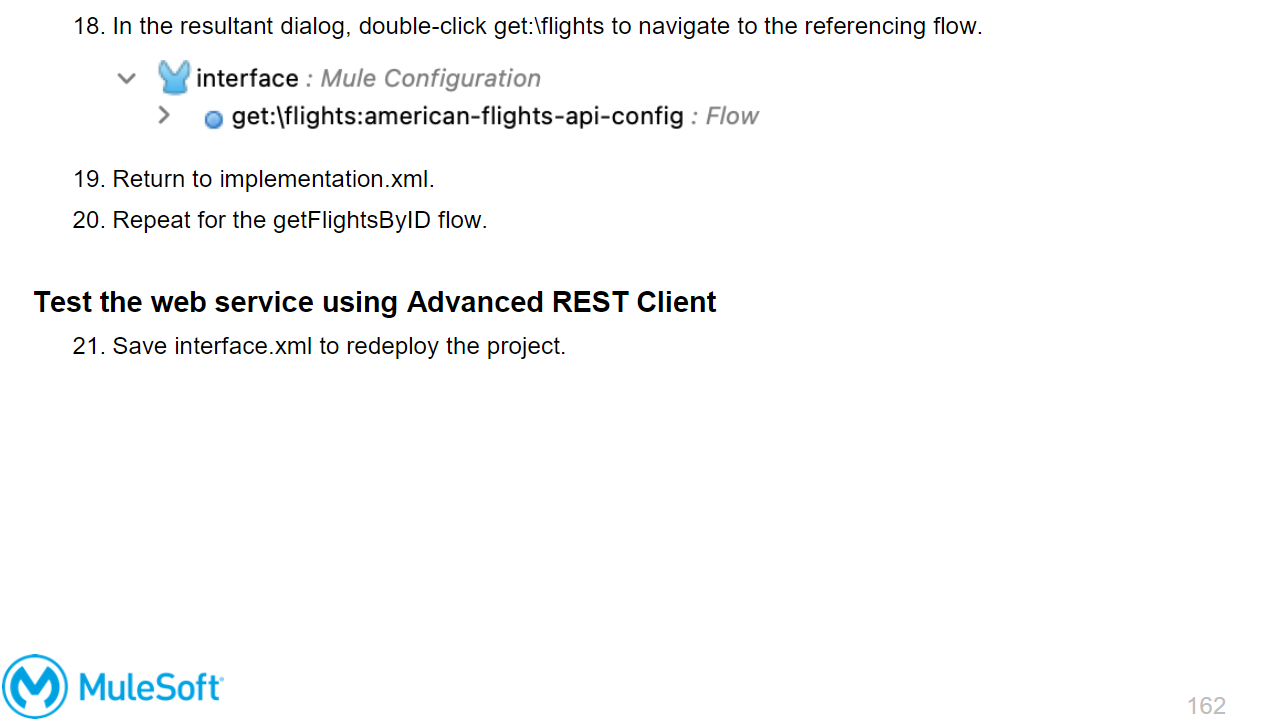 18. In the resultant dialog, double-click get:\flights to navigate to the referencing flow.
interface : Mule Configuration
get:\flights:american-flights-api-config : Flow
19. Return to implementation.xml.
20. Repeat for the getFlightsByID flow.
Test the web service using Advanced REST Client
21. Save interface.xml to redeploy the project.
MuleSoft
162